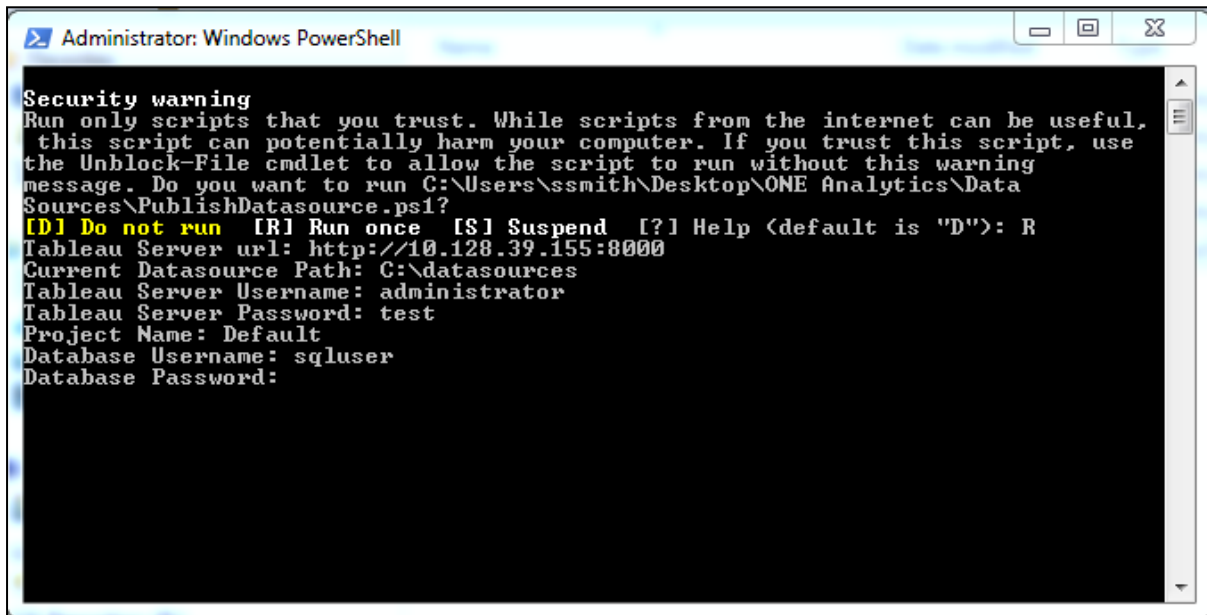 Administrator: Windows PowerShell
Security warning
Run only scripts that you trust. While scripts from the internet can be useful,
this script can potentially harm your computer. If you trust this script, use
the Unblock-File cmdlet to allow the script to run without this warning
message. Do you want to run C:\Users\ssmith\Desktop\ONE Analytics\Data
Sources\PublishDatasource.ps1?
[D] Do not run  [R] Run once  [S] Suspend  [?] Help (default is "D"): R
Tableau Server url: http://10.128.39.155:8000
Current Datasource Path: C:\datasources
Tableau Server Username: administrator
Tableau Server Password: test
Project Name: Default
Database Username: sqluser
Database Password: